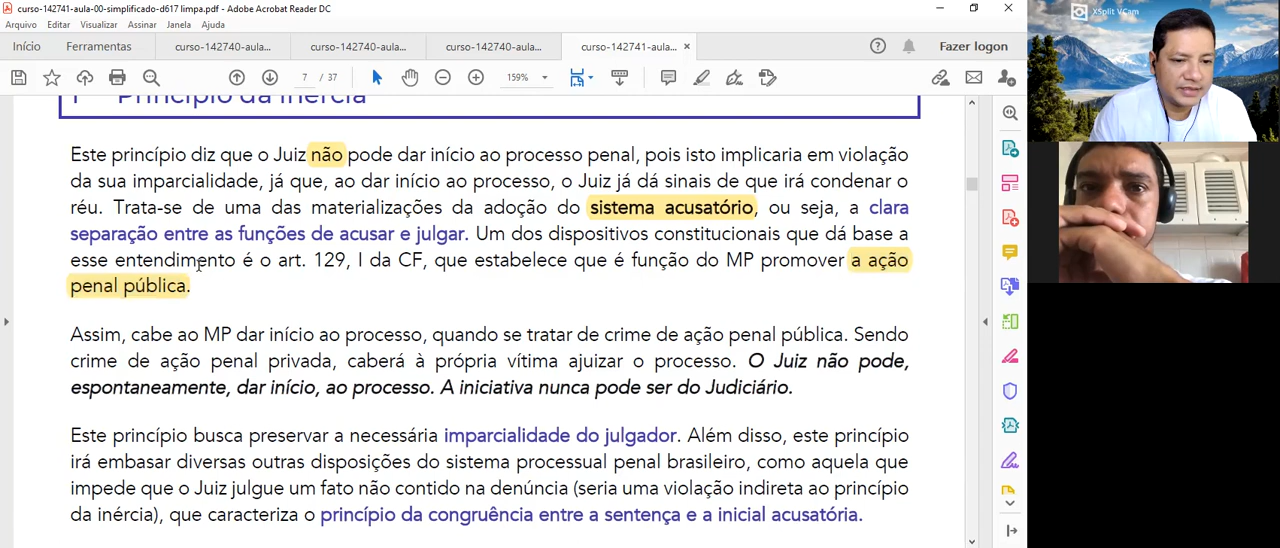 curso-142741-aula-00-simplificado-d617 limpa.pdf - Adobe Acrobat Reader DC
Arquivo Editar Visualizar Assinar Janela Ajuda
Início Ferramentas curso-142740-aula... curso-142740-aula... curso-142740-aula... curso-142741-aula... × Fazer logon
7 / 37 159%
1 Princípio da inércia
Este princípio diz que o Juiz não pode dar início ao processo penal, pois isto implicaria em violação
da sua imparcialidade, já que, ao dar início ao processo, o Juiz já dá sinais de que irá condenar o
réu. Trata-se de uma das materializações da adoção do sistema acusatório, ou seja, a clara
separação entre as funções de acusar e julgar. Um dos dispositivos constitucionais que dá base a
esse entendimento é o art. 129, I da CF, que estabelece que é função do MP promover a ação
penal pública.
Assim, cabe ao MP dar início ao processo, quando se tratar de crime de ação penal pública. Sendo
crime de ação penal privada, caberá à própria vítima ajuizar o processo. O Juiz não pode,
espontaneamente, dar início, ao processo. A iniciativa nunca pode ser do Judiciário.
Este princípio busca preservar a necessária imparcialidade do julgador. Além disso, este princípio
irá embasar diversas outras disposições do sistema processual penal brasileiro, como aquela que
impede que o Juiz julgue um fato não contido na denúncia (seria uma violação indireta ao princípio
da inércia), que caracteriza o princípio da congruência entre a sentença e a inicial acusatória.
XSplit VCam